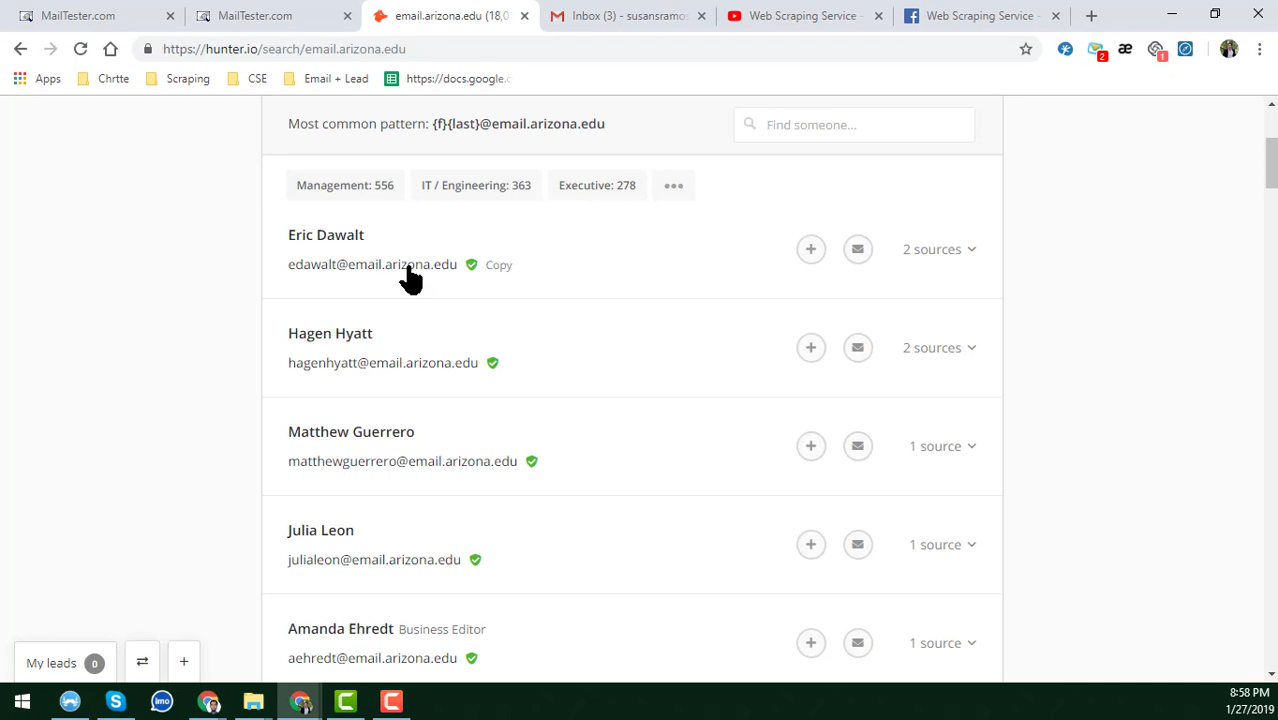 MailTester.com
MailTester.com
email.arizona.edu (18,0
Inbox (3) - susansramos
Web Scraping Service -
Web Scraping Service -
https://hunter.io/search/email.arizona.edu
2
1
Apps
Chrtte
Scraping
CSE
Email + Lead
https://docs.google.c
Most common pattern: {f}{last}@email.arizona.edu
Find someone...
Management: 556
IT / Engineering: 363
Executive: 278
Eric Dawalt
edawalt@email.arizona.edu
Copy
2 sources
Hagen Hyatt
hagenhyatt@email.arizona.edu
2 sources
Matthew Guerrero
matthewguerrero@email.arizona.edu
1 source
Julia Leon
julialeon@email.arizona.edu
1 source
Amanda Ehredt Business Editor
aehredt@email.arizona.edu
1 source
My leads 0
imo
8:58 PM
1/27/2019